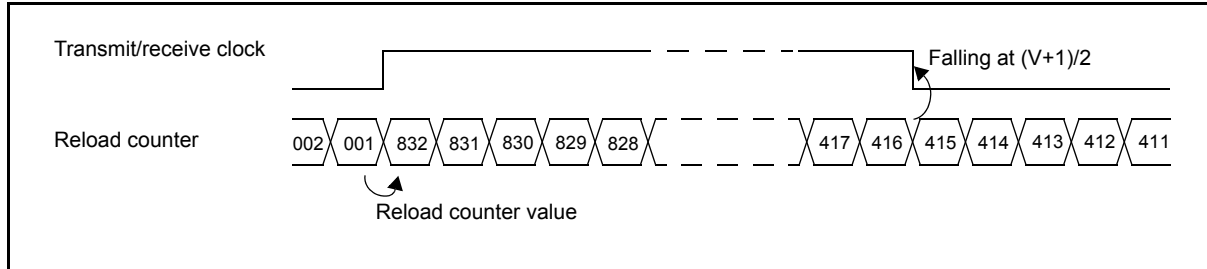 Transmit/receive clock
Falling at (V+1)/2
Reload counter
002 001 832 831 830 829 828 417 416 415 414 413 412 411
Reload counter value